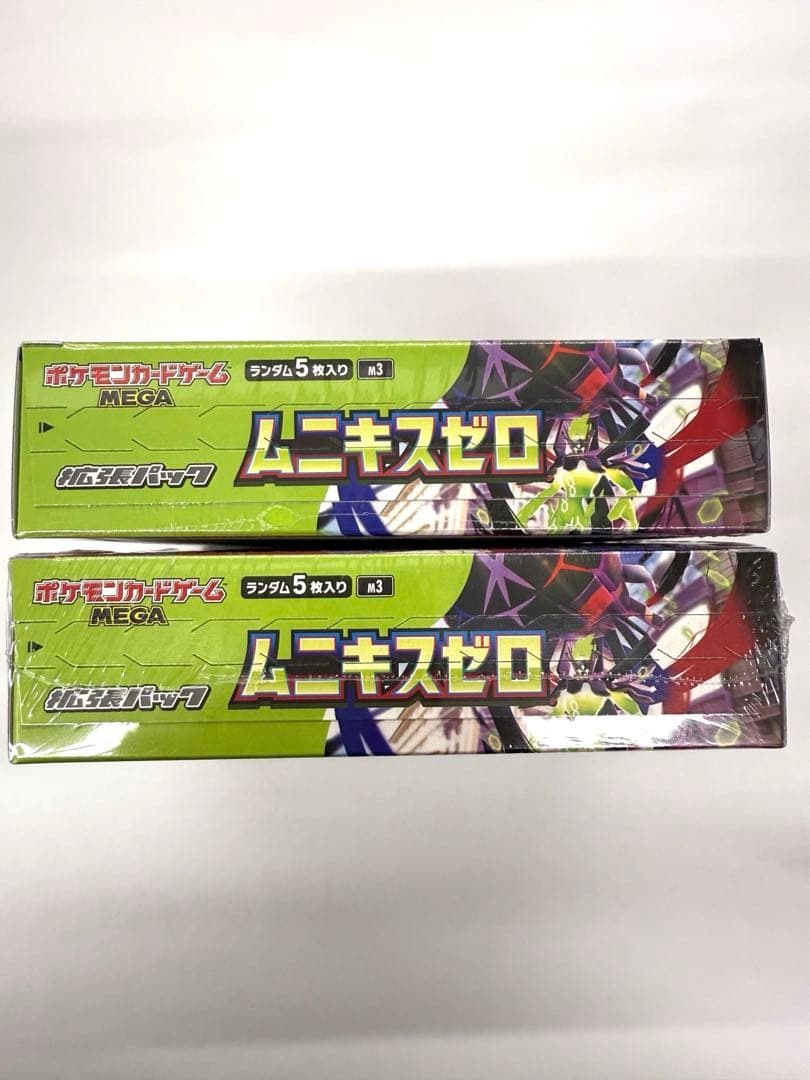 ポケモンカードゲーム
MEGA
ランダム5枚入り M3
ムニキスゼロ
拡張パック
ポケモンカードゲーム
MEGA
ランダム5枚入り M3
ムニキスゼロ
拡張パック